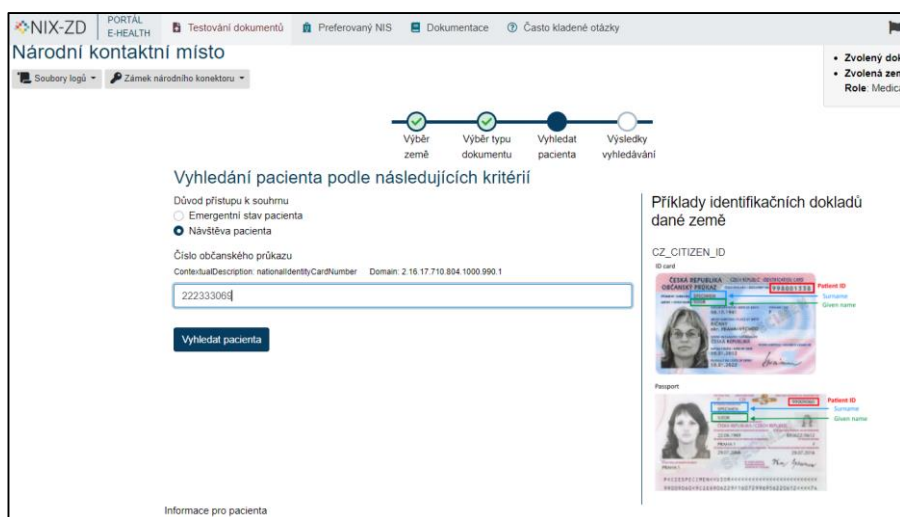 NIX-ZD
PORTÁL
E-HEALTH
Testování dokumentů
Preferovaný NIS
Dokumentace
Často kladené otázky
Národní kontaktní místo
Soubory logů
Zámek národního konektoru
Zvolený dok
Zvolená zem
Role: Medica
Výběr země
Výběr typu dokumentu
Vyhledat pacienta
Výsledky vyhledávání
Vyhledání pacienta podle následujících kritérií
Důvod přístupu k souhrnu
Emergentní stav pacienta
Návštěva pacienta
Číslo občanského průkazu
ContextualDescription: nationalIdentityCardNumber Domain: 2.16.17.710.804.1000.990.1
222333069
Vyhledat pacienta
Příklady identifikačních dokladů
dané země
CZ_CITIZEN_ID
ID card
ČESKÁ REPUBLIKA
OBČANSKÝ PRŮKAZ
Patient ID
Surname
Given name
Passport
Patient ID
Surname
Given name
Informace pro pacienta